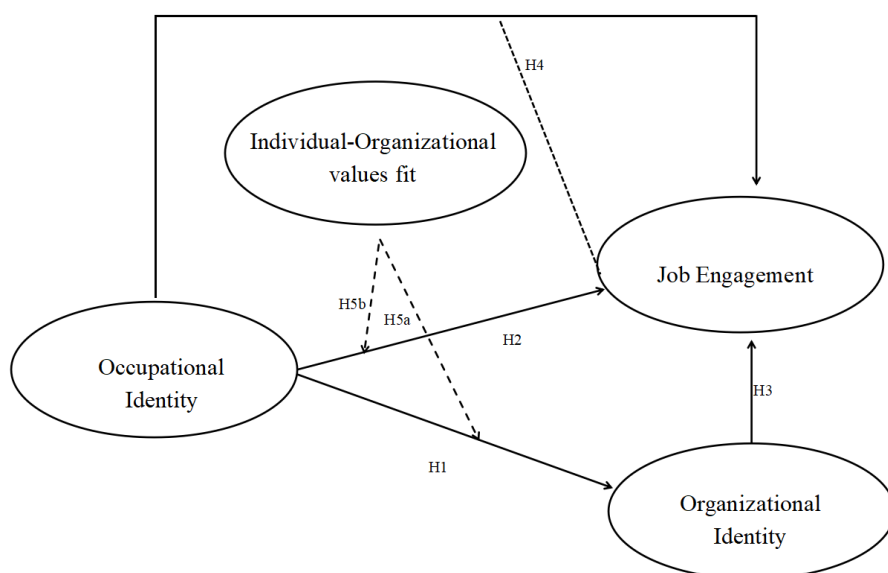 H4
Individual-Organizational
values fit
Job Engagement
H5b
H5a
H2
Occupational
Identity
H3
H1
Organizational
Identity